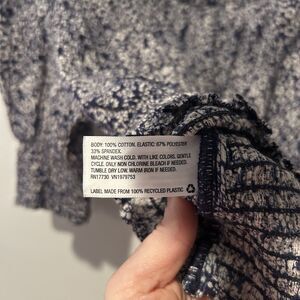 BODY: 100% COTTON. ELASTIC: 67% POLYESTER
33% SPANDEX.
MACHINE WASH COLD. WITH LIKE COLORS. GENTLE
CYCLE. ONLY NON CHLORINE BLEACH IF NEEDED.
TUMBLE DRY LOW. WARM IRON IF NEEDED.
RN17730 VN1979753
LABEL MADE FROM 100% RECYCLED PLASTIC